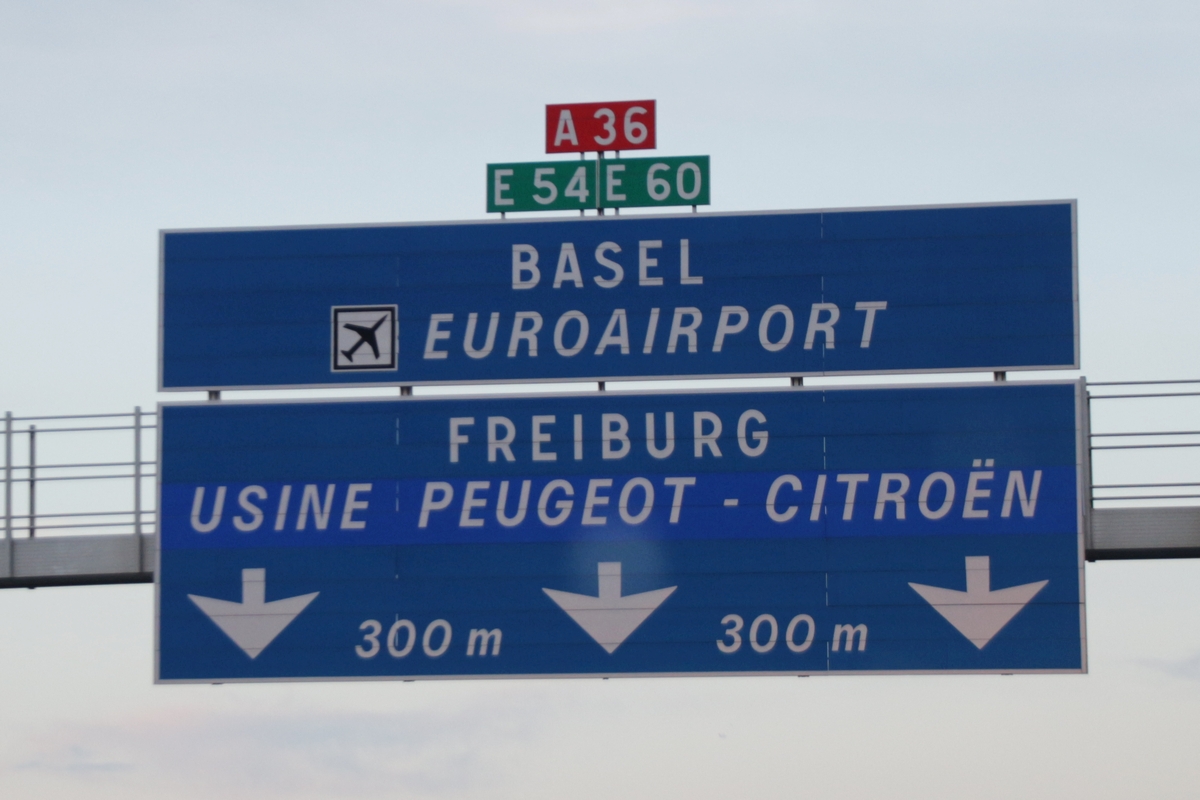 A 36
E 54 E 60
BASEL
EUROAIRPORT
FREIBURG
USINE PEUGEOT - CITROËN
300 m 300 m